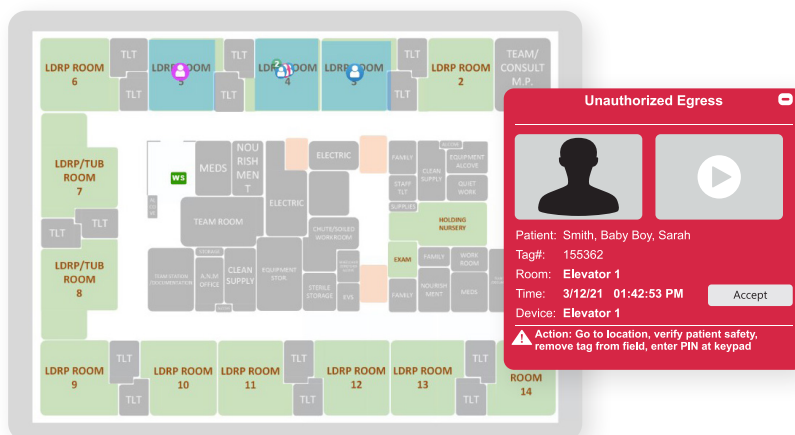 LDRP ROOM
6
TLT
TLT
LDRP ROOM
5
TLT
TLT
LDRP ROOM
4
2
LDRP ROOM
3
TLT
TLT
LDRP ROOM
2
TEAM/
CONSULT
M.P.
Unauthorized Egress
Patient: Smith, Baby Boy, Sarah
Tag#: 155362
Room: Elevator 1
Time: 3/12/21 01:42:53 PM
Accept
Device: Elevator 1
Action: Go to location, verify patient safety,
remove tag from field, enter PIN at keypad
LDRP/TUB
ROOM
7
TLT
TLT
LDRP/TUB
ROOM
8
WS
MEDS
NOU
RISH
MEN
T
ELECTRIC
ELECTRIC
TEAM ROOM
CHUTE/SOILED
WORKROOM
A.N.M
OFFICE
CLEAN
SUPPLY
EQUIPMENT
STOR.
STERILE
STORAGE
EVS
FAMILY
STAFF
TLT
SUPPLIES
CLEAN
SUPPLY
EQUIPMENT
ALCOVE
QUIET
WORK
HOLDING
NURSERY
EXAM
FAMILY
WORK
ROOM
FAMILY
NOURISH
MENT
MEDS
LDRP ROOM
9
TLT
TLT
LDRP ROOM
10
LDRP ROOM
11
TLT
TLT
LDRP ROOM
12
LDRP ROOM
13
TLT
TLT
ROOM
14